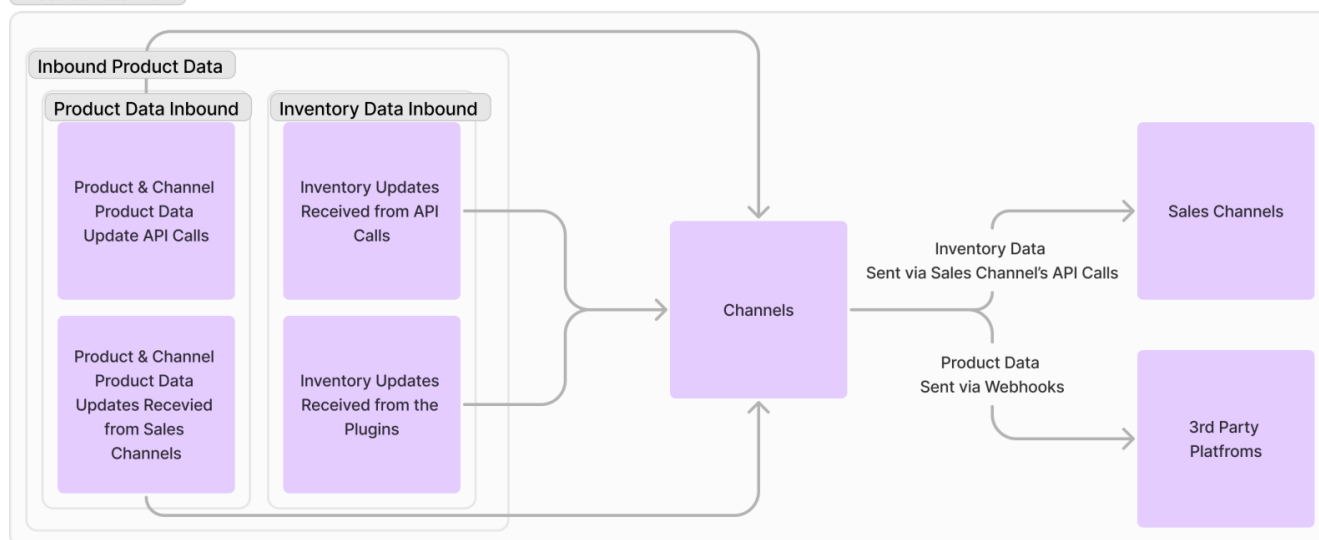 Inbound Product Data
Product Data Inbound
Inventory Data Inbound
Product & Channel
Product Data
Update API Calls
Inventory Updates
Received from API
Calls
Product & Channel
Product Data
Updates Recevied
from Sales
Channels
Inventory Updates
Received from the
Plugins
Channels
Inventory Data
Sent via Sales Channel's API Calls
Product Data
Sent via Webhooks
Sales Channels
3rd Party
Platfroms